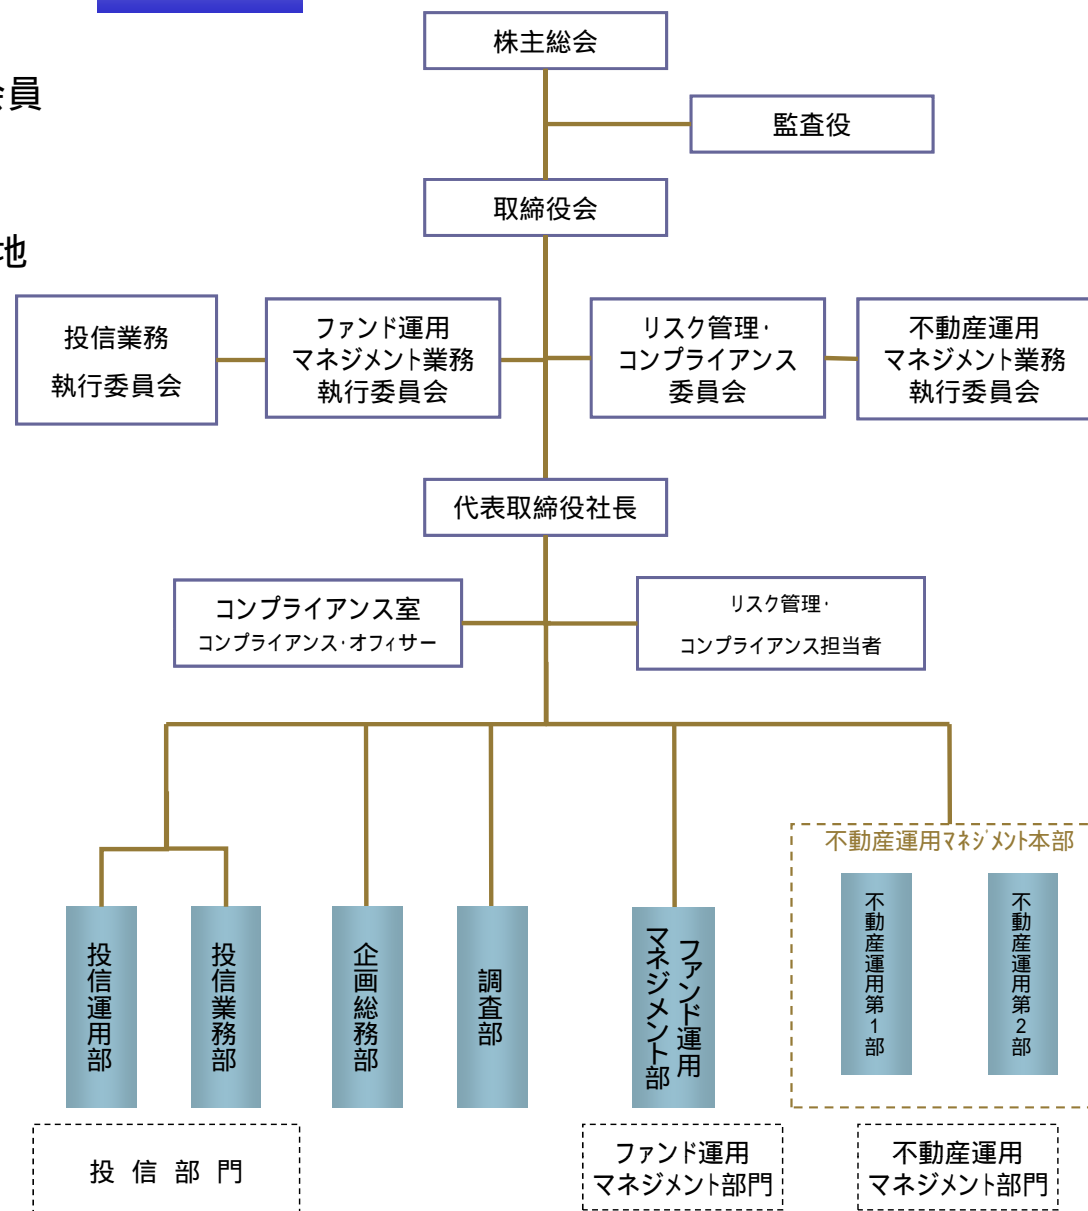 株主総会
会員
監査役
取締役会
地
投信業務
執行委員会
ファンド運用
マネジメント業務
執行委員会
リスク管理・
コンプライアンス
委員会
不動産運用
マネジメント業務
執行委員会
代表取締役社長
コンプライアンス室
コンプライアンス・オフィサー
リスク管理・
コンプライアンス担当者
不動産運用ﾏﾈｼﾞﾒﾝﾄ本部
投信運用部
投信業務部
企画総務部
調査部
ファンド運用
マネジメント部
不動産運用第1部
不動産運用第2部
投信部門
ファンド運用
マネジメント部門
不動産運用
マネジメント部門